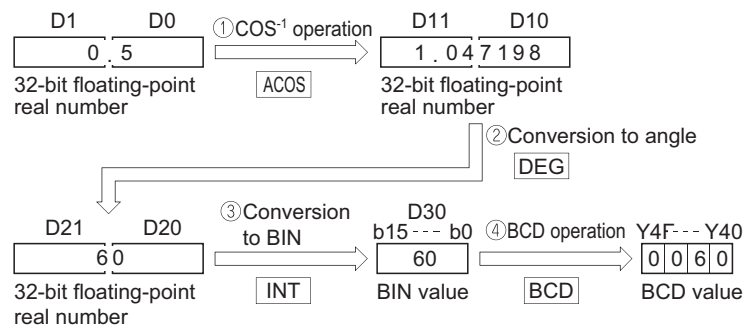 D1 D0
①COS-1 operation
D11 D10
0.5
1.047198
32-bit floating-point
real number
ACOS
32-bit floating-point
real number
②Conversion to angle
DEG
D21 D20
③Conversion
to BIN
D30
b15 --- b0
④BCD operation
Y4F--- Y40
60
60
0 0 6 0
32-bit floating-point
real number
INT
BIN value
BCD
BCD value